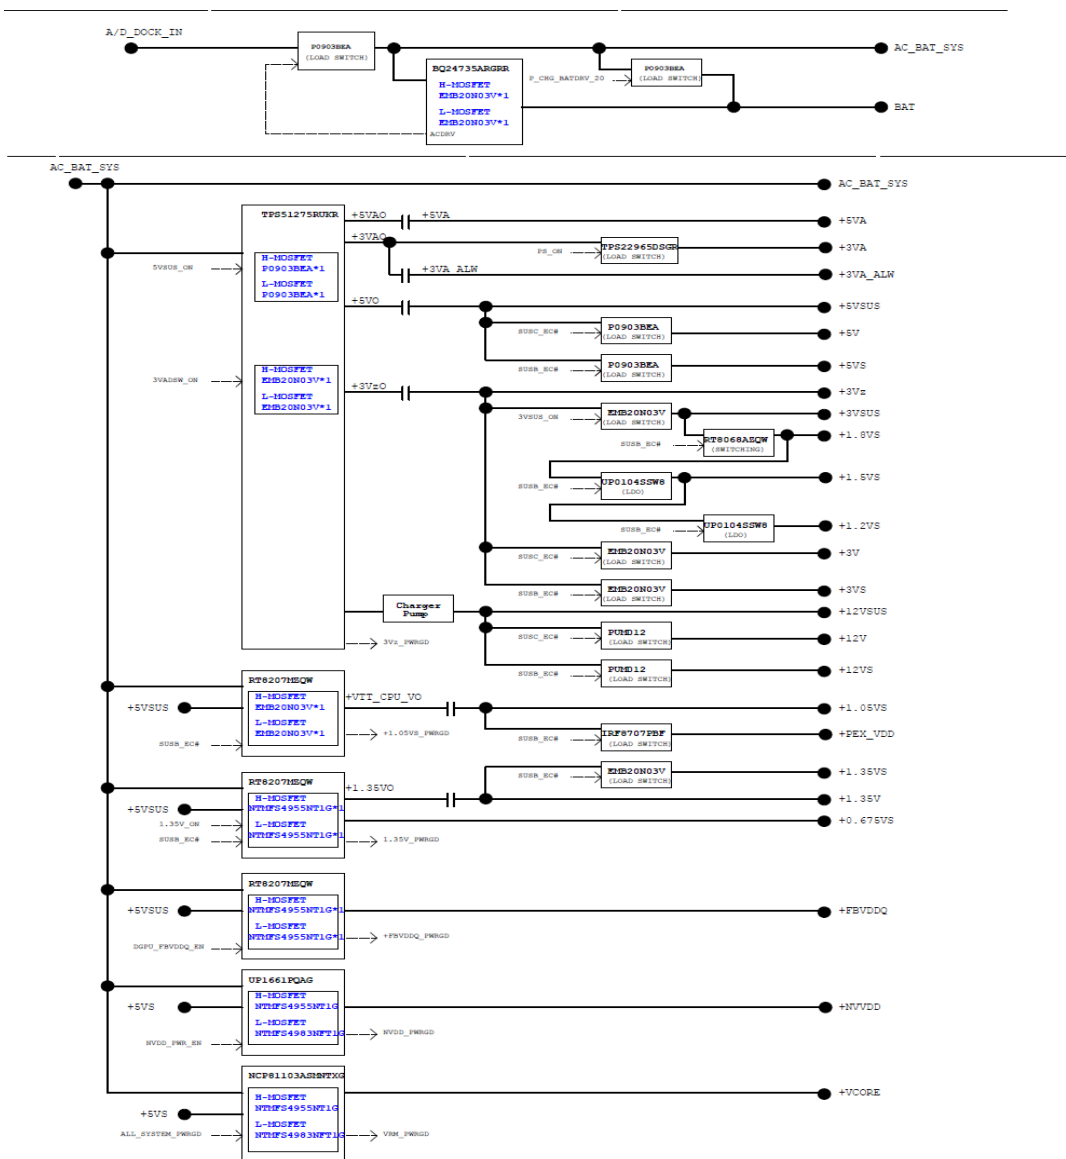 A/D_DOCK_IN
P0903BEA
(LOAD SWITCH)
AC_BAT_SYS
BQ24735ARGRR
H-MOSFET
EMB20N03V*1
L-MOSFET
EMB20N03V*1
ACDRV
P_CHG_BATDRV_20
P0903BEA
(LOAD SWITCH)
BAT
AC_BAT_SYS
AC_BAT_SYS
TPS51275RUKR
+5VAO
+5VA
+5VA
+3VAO
PS_ON
TPS22965DSGR
(LOAD SWITCH)
+3VA
5VSUS_ON
H-MOSFET
P0903BEA*1
L-MOSFET
P0903BEA*1
+3VA_ALW
+3VA_ALW
+5VO
+5VSUS
SUSC_EC#
P0903BEA
(LOAD SWITCH)
+5V
SUSB_EC#
P0903BEA
(LOAD SWITCH)
+5VS
3VADSW_ON
H-MOSFET
EMB20N03V*1
L-MOSFET
EMB20N03V*1
+3VzO
+3Vz
3VSUS_ON
EMB20N03V
(LOAD SWITCH)
+3VSUS
SUSB_EC#
RT8068AZQW
(SWITCHING)
+1.8VS
SUSB_EC#
UP0104SSW8
(LDO)
+1.5VS
SUSB_EC#
UP0104SSW8
(LDO)
+1.2VS
SUSC_EC#
EMB20N03V
(LOAD SWITCH)
+3V
SUSB_EC#
EMB20N03V
(LOAD SWITCH)
+3VS
Charger
Pump
+12VSUS
3Vz_PWRGD
SUSC_EC#
PUMD12
(LOAD SWITCH)
+12V
SUSB_EC#
PUMD12
(LOAD SWITCH)
+12VS
RT8207MZQW
H-MOSFET
EMB20N03V*1
L-MOSFET
EMB20N03V*1
+5VSUS
SUSB_EC#
+VTT_CPU_VO
+1.05VS_PWRGD
+1.05VS
SUSB_EC#
IRF8707PBF
(LOAD SWITCH)
+PEX_VDD
RT8207MZQW
H-MOSFET
NTMFS4955NT1G*1
L-MOSFET
NTMFS4955NT1G*1
+5VSUS
1.35V_ON
SUSB_EC#
+1.35VO
1.35V_PWRGD
SUSB_EC#
EMB20N03V
(LOAD SWITCH)
+1.35VS
+1.35V
+0.675VS
RT8207MZQW
H-MOSFET
NTMFS4955NT1G*1
L-MOSFET
NTMFS4955NT1G*1
+5VSUS
DGPU_FBVDDQ_EN
+FBVDDQ_PWRGD
+FBVDDQ
UP1661PQAG
H-MOSFET
NTMFS4955NT1G
L-MOSFET
NTMFS4983NFT1G
+5VS
NVDD_PWR_EN
NVDD_PWRGD
+NVVDD
NCP81103ASMNTXG
H-MOSFET
NTMFS4955NT1G
L-MOSFET
NTMFS4983NFT1G
+5VS
ALL_SYSTEM_PWRGD
VRM_PWRGD
+VCORE